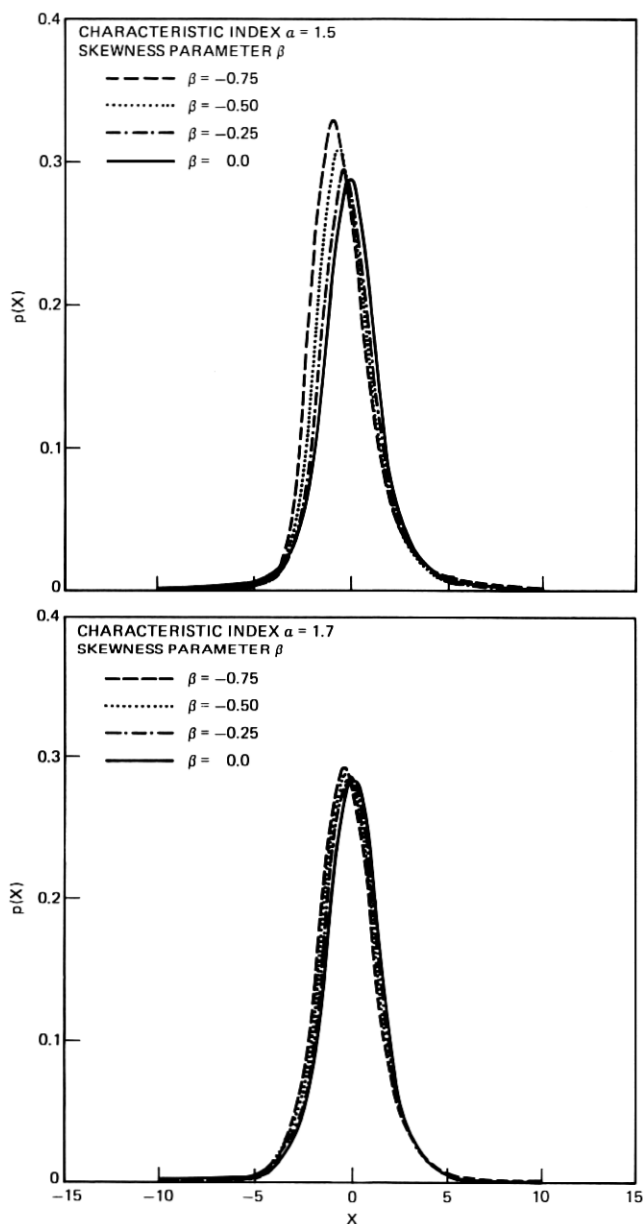 0.4
CHARACTERISTIC INDEX α = 1.5
SKEWNESS PARAMETER β
β = −0.75
β = −0.50
β = −0.25
β = 0.0
0.3
0.2
p(X)
0.1
0
0.4
CHARACTERISTIC INDEX α = 1.7
SKEWNESS PARAMETER β
β = −0.75
β = −0.50
β = −0.25
β = 0.0
0.3
0.2
p(X)
0.1
0
−15 −10 −5 0 5 10 15
X